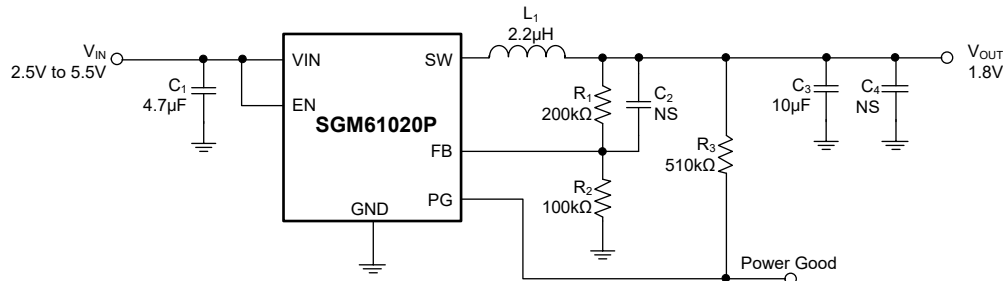 L1
2.2μH
VIN
2.5V to 5.5V
C1
4.7μF
VIN
EN
SGM61020P
GND
SW
FB
PG
R1
200kΩ
C2
NS
R2
100kΩ
R3
510kΩ
C3
10μF
C4
NS
VOUT
1.8V
Power Good